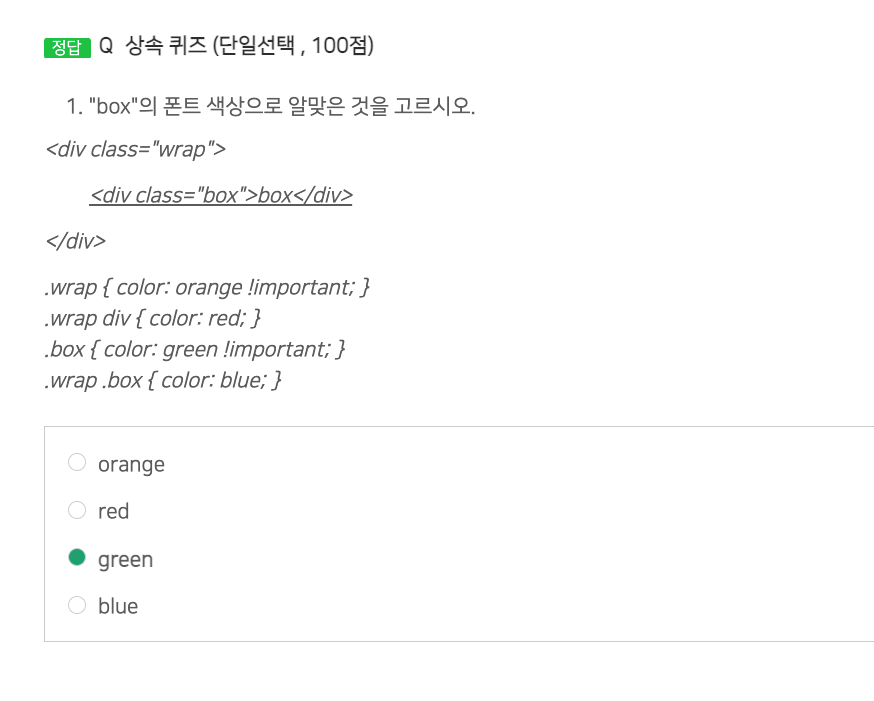 정답 Q 상속 퀴즈 (단일선택 , 100점)
1. "box"의 폰트 색상으로 알맞은 것을 고르시오.
<div class="wrap">
<div class="box">box</div>
</div>
.wrap { color: orange !important; }
.wrap div { color: red; }
.box { color: green !important; }
.wrap .box { color: blue; }
orange
red
green
blue